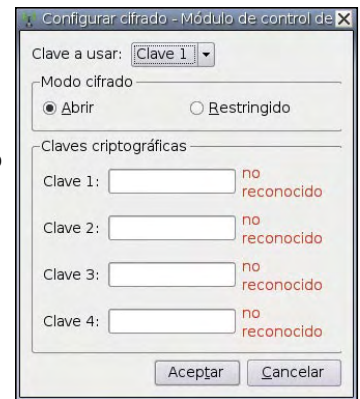 Configurar cifrado - Módulo de control de
Clave a usar: Clave 1
Modo cifrado
Abrir Restringido
Claves criptográficas
Clave 1: no
reconocido
Clave 2: no
reconocido
Clave 3: no
reconocido
Clave 4: no
reconocido
Aceptar Cancelar